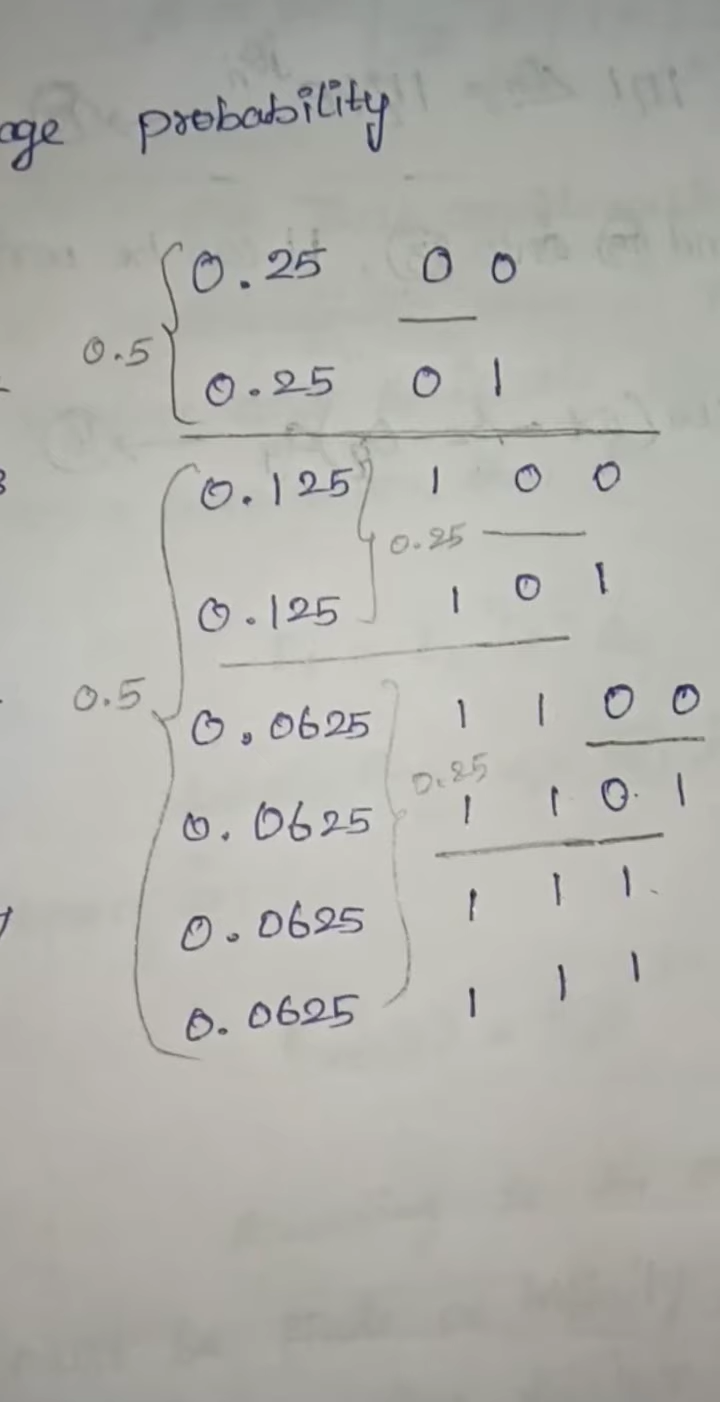 age probability
0.25 0 0
0.5
0.25 0 1
0.125 1 0 0
0.25
0.125 1 0 1
0.5
0.0625 1 1 0 0
0.25
0.0625 1 1 0 1
0.0625 1 1 1
0.0625 1 1 1